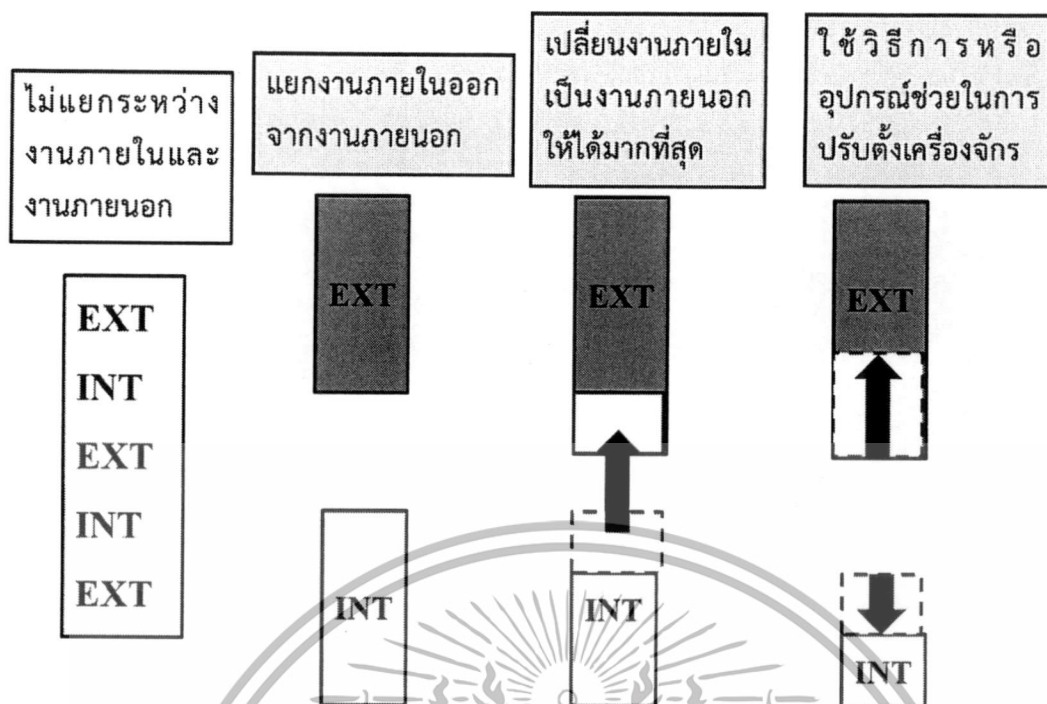 ไม่แยกระหว่าง
งานภายในและ
งานภายนอก
EXT
INT
EXT
INT
EXT
แยกงานภายในออก
จากงานภายนอก
EXT
INT
เปลี่ยนงานภายใน
เป็นงานภายนอก
ให้ได้มากที่สุด
EXT
INT
ใช้วิธีการหรือ
อุปกรณ์ช่วยในการ
ปรับตั้งเครื่องจักร
EXT
INT